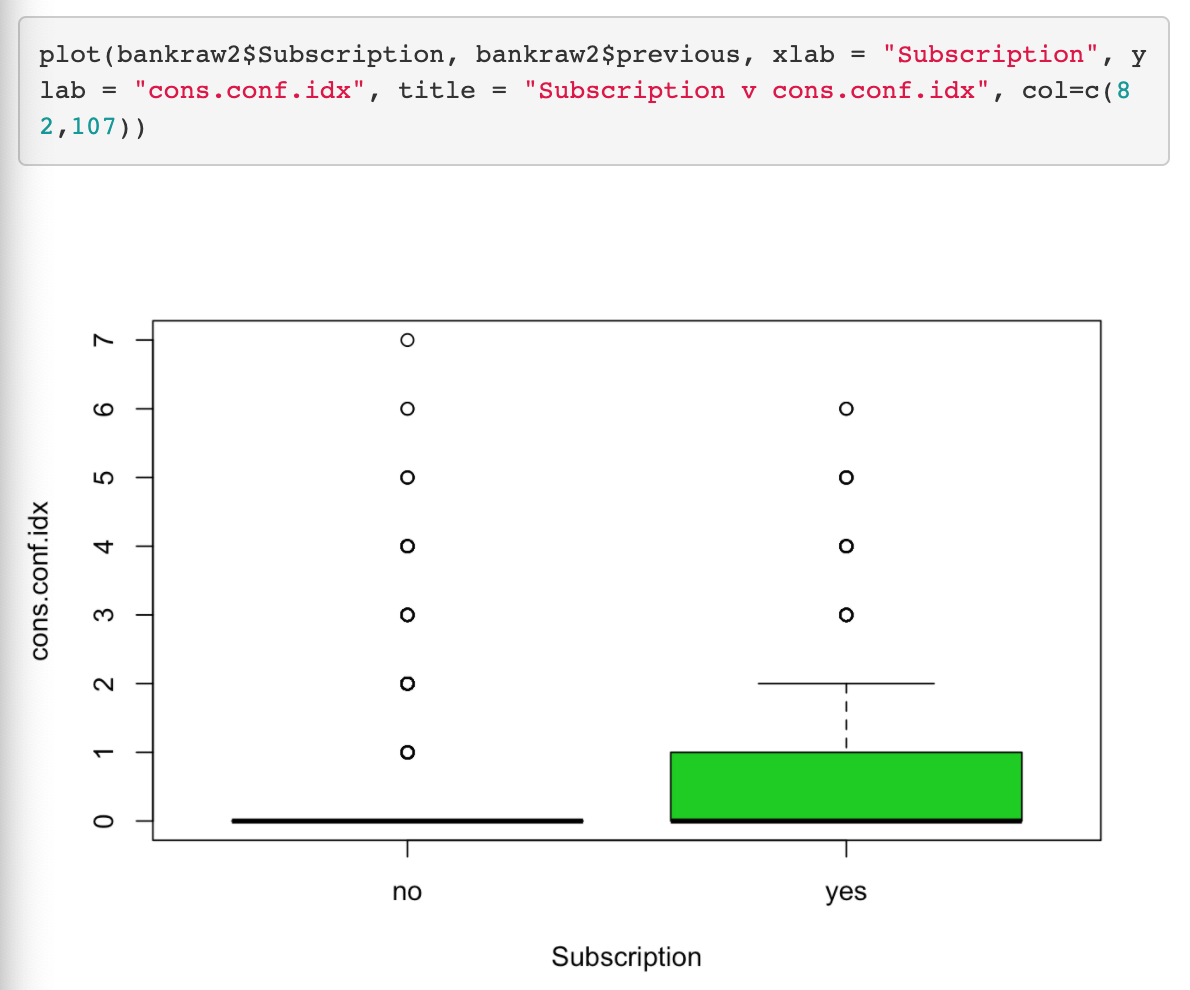 plot(bankraw2$Subscription, bankraw2$previous, xlab = "Subscription", y
lab = "cons.conf.idx", title = "Subscription v cons.conf.idx", col=c(8
2,107))
7
6
5
4
3
2
1
0
cons.conf.idx
no yes
Subscription